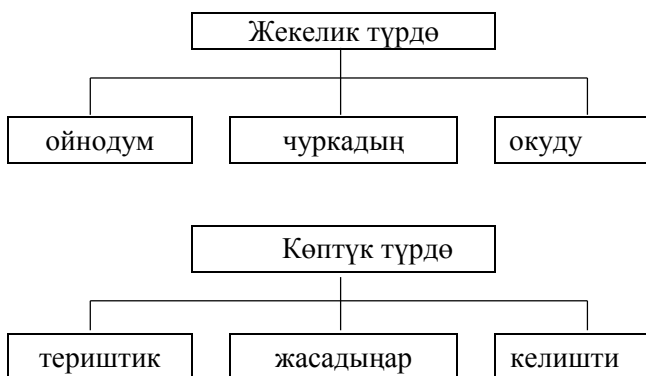 Жекелик түрдө
ойнодум чуркадың окуду
Көптүк түрдө
териштик жасадыңар келишти